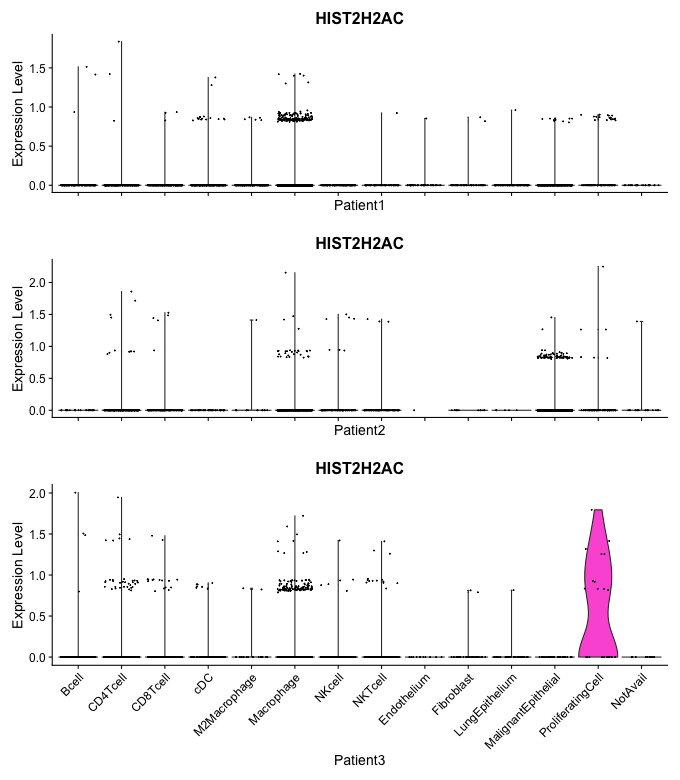 HIST2H2AC
Expression Level
1.5
1.0
0.5
0.0
Patient1
HIST2H2AC
Expression Level
2.0
1.5
1.0
0.5
0.0
Patient2
HIST2H2AC
Expression Level
2.0
1.5
1.0
0.5
0.0
Bcell
CD4Tcell
CD8Tcell
cDC
M2Macrophage
Macrophage
NKcell
NKTcell
Endothelium
Fibroblast
LungEpithelium
MalignantEpithelial
ProliferatingCell
NotAvail
Patient3